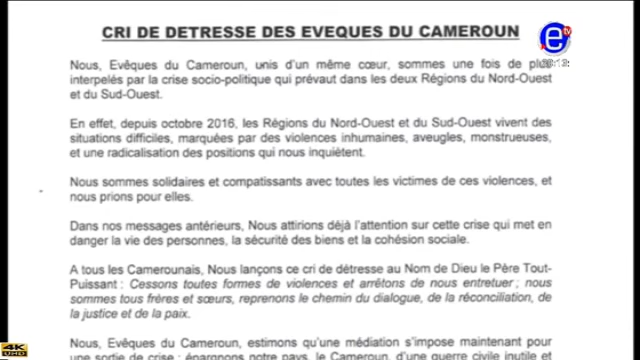 CRI DE DETRESSE DES EVEQUES DU CAMEROUN
Nous, Evêques du Cameroun, unis d'un même cœur, sommes une fois de plus
interpelés par la crise socio-politique qui prévaut dans les deux Régions du Nord-Ouest
et du Sud-Ouest.
En effet, depuis octobre 2016, les Régions du Nord-Ouest et du Sud-Ouest vivent des
situations difficiles, marquées par des violences inhumaines, aveugles, monstrueuses,
et une radicalisation des positions qui nous inquiètent.
Nous sommes solidaires et compatissants avec toutes les victimes de ces violences, et
nous prions pour elles.
Dans nos messages antérieurs, Nous attirions déjà l'attention sur cette crise qui met en
danger la vie des personnes, la sécurité des biens et la cohésion sociale.
A tous les Camerounais, Nous lançons ce cri de détresse au Nom de Dieu le Père Tout-
Puissant : Cessons toutes formes de violences et arrêtons de nous entretuer ; nous
sommes tous frères et sœurs, reprenons le chemin du dialogue, de la réconciliation, de
la justice et de la paix.
Nous, Evêques du Cameroun, estimons qu'une médiation s'impose maintenant pour
une sortie de crise : épargnons notre pays, le Cameroun, d'une guerre civile inutile et
e tv
4K
UHD